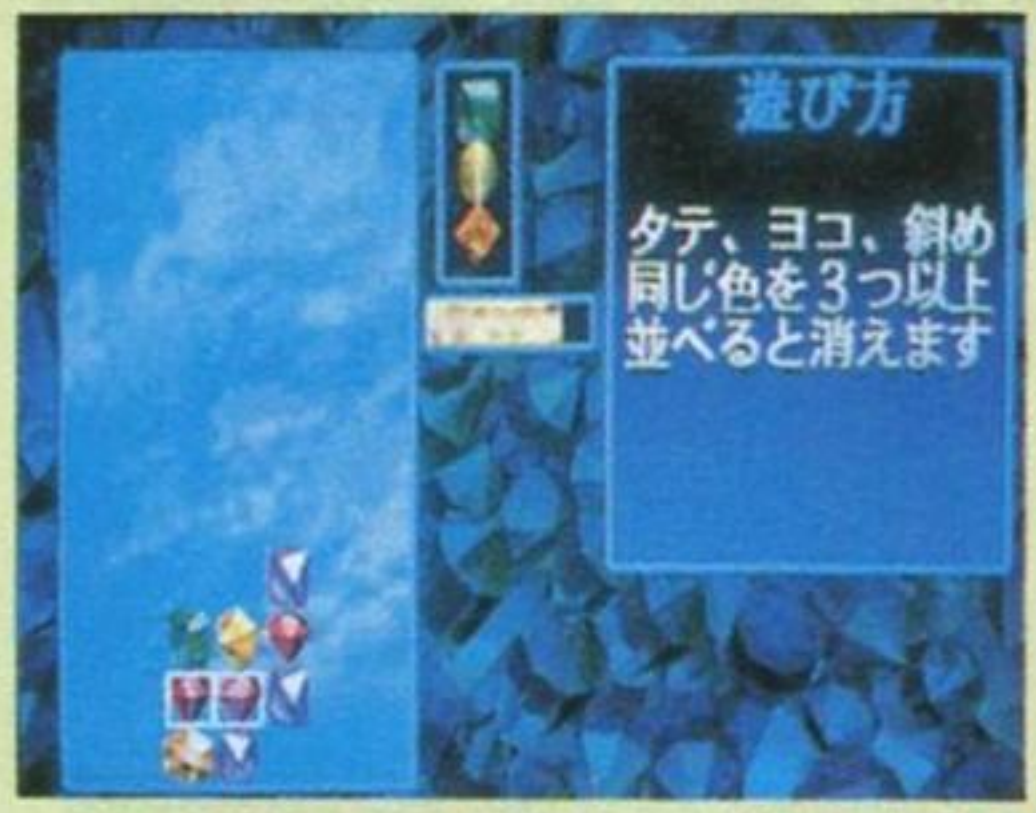 遊び方
タテ、ヨコ、斜め
同じ色を3つ以上
並べると消えます